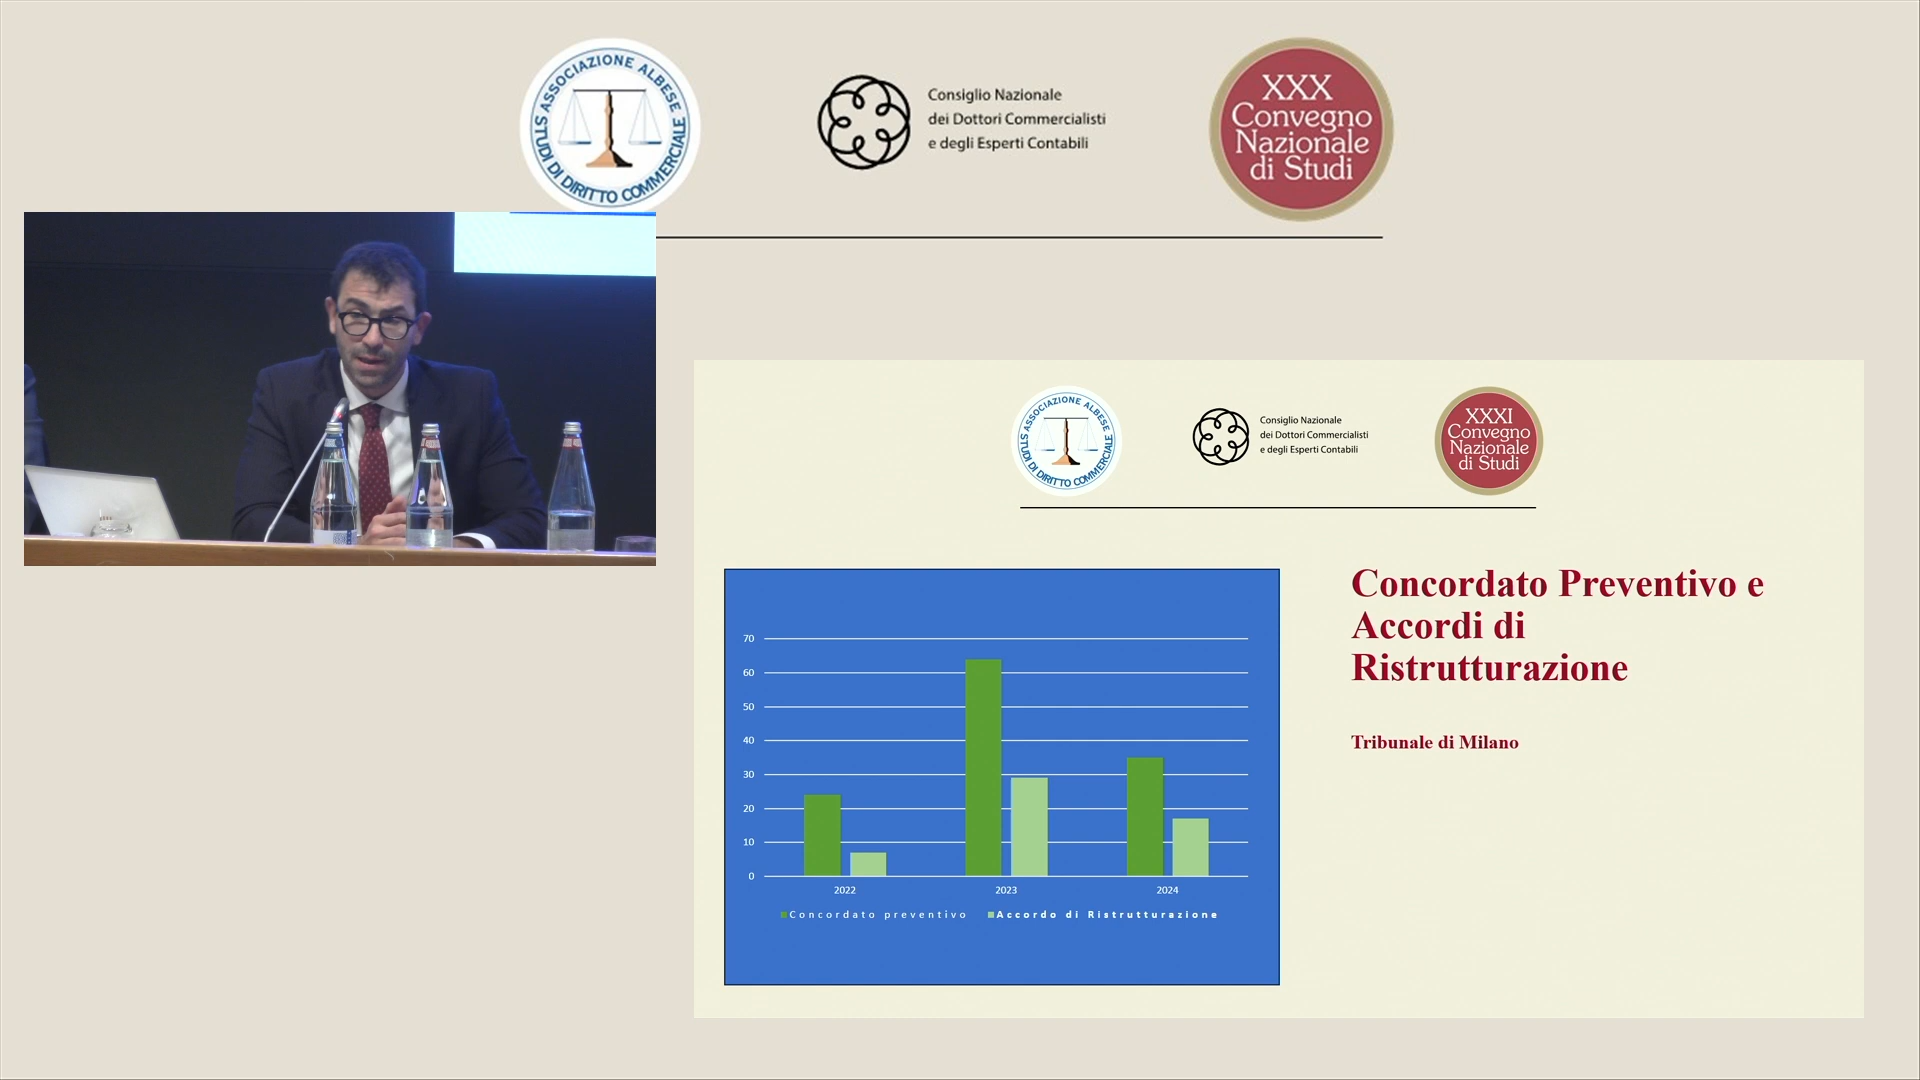 ASSOCIAZIONE ALBESE
STUDI DI DIRITTO COMMERCIALE
Consiglio Nazionale
dei Dottori Commercialisti
e degli Esperti Contabili
XXX
Convegno
Nazionale
di Studi
ASSOCIAZIONE ALBESE
STUDI DI DIRITTO COMMERCIALE
Consiglio Nazionale
dei Dottori Commercialisti
e degli Esperti Contabili
XXXI
Convegno
Nazionale
di Studi
Concordato Preventivo e
Accordi di
Ristrutturazione
Tribunale di Milano
70
60
50
40
30
20
10
0
2022 2023 2024
Concordato preventivo Accordo di Ristrutturazione